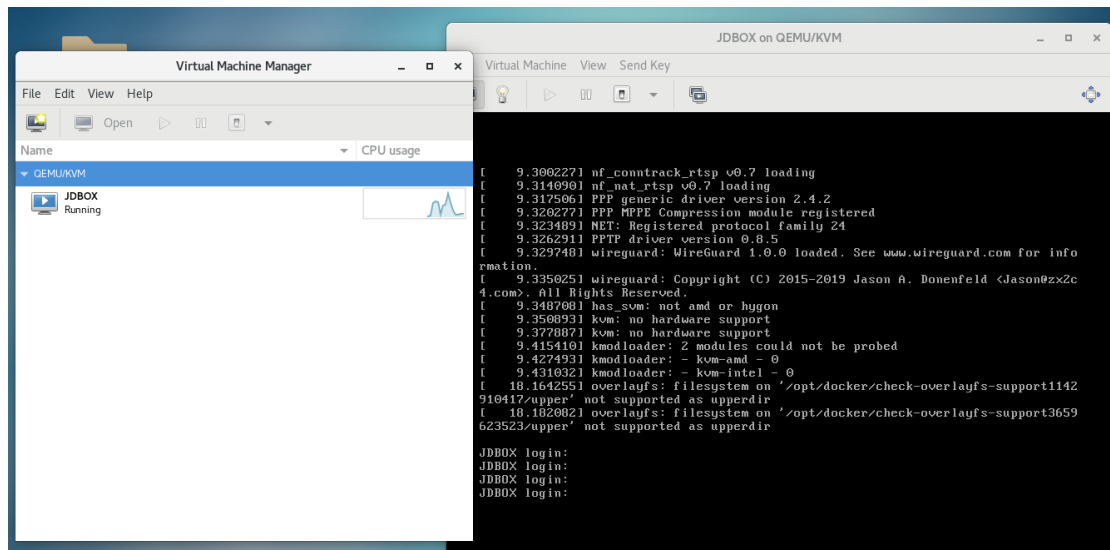 Virtual Machine Manager
File Edit View Help
Open
Name CPU usage
QEMU/KVM
JDBOX
Running
JDBOX on QEMU/KVM
Virtual Machine View Send Key
[    9.300227] nf_conntrack_rtsp v0.7 loading
[    9.314090] nf_nat_rtsp v0.7 loading
[    9.317506] PPP generic driver version 2.4.2
[    9.320277] PPP MPPE Compression module registered
[    9.323489] NET: Registered protocol family 24
[    9.326291] PPTP driver version 0.8.5
[    9.329748] wireguard: WireGuard 1.0.0 loaded. See www.wireguard.com for info
rmation.
[    9.335025] wireguard: Copyright (C) 2015-2019 Jason A. Donenfeld <Jason@zx2c
4.com>. All Rights Reserved.
[    9.348708] has_svm: not amd or hygon
[    9.350893] kvm: no hardware support
[    9.377887] kvm: no hardware support
[    9.415410] kmodloader: 2 modules could not be probed
[    9.427493] kmodloader: - kvm-amd - 0
[    9.431032] kmodloader: - kvm-intel - 0
[   18.164255] overlayfs: filesystem on '/opt/docker/check-overlayfs-support1142
910417/upper' not supported as upperdir
[   18.182082] overlayfs: filesystem on '/opt/docker/check-overlayfs-support3659
623523/upper' not supported as upperdir
JDBOX login:
JDBOX login:
JDBOX login:
JDBOX login: